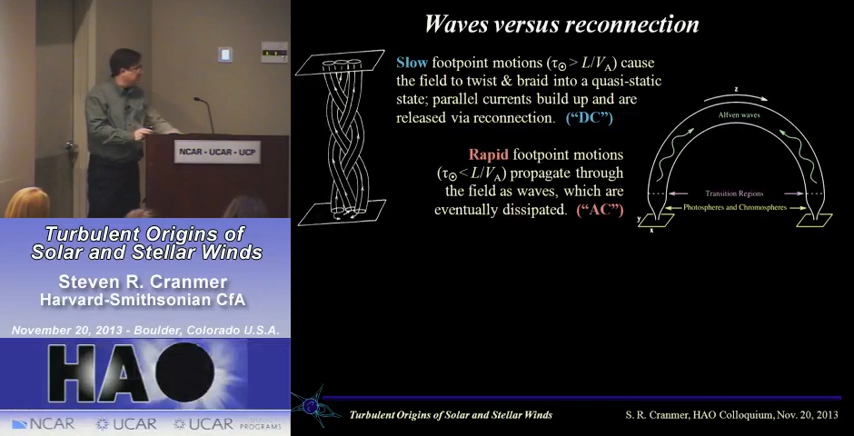 NCAR - UCAR - UCP
Turbulent Origins of
Solar and Stellar Winds
Steven R. Cranmer
Harvard-Smithsonian CfA
November 20, 2013 - Boulder, Colorado U.S.A.
HAO
NCAR UCAR UCAR PROGRAMS
Waves versus reconnection
Slow footpoint motions (τ☉ > L/VA) cause
the field to twist & braid into a quasi-static
state; parallel currents build up and are
released via reconnection. (“DC”)
Rapid footpoint motions
(τ☉ < L/VA) propagate through
the field as waves, which are
eventually dissipated. (“AC”)
z
Alfven waves
Transition Regions
Photospheres and Chromospheres
y
x
Turbulent Origins of Solar and Stellar Winds
S. R. Cranmer, HAO Colloquium, Nov. 20, 2013